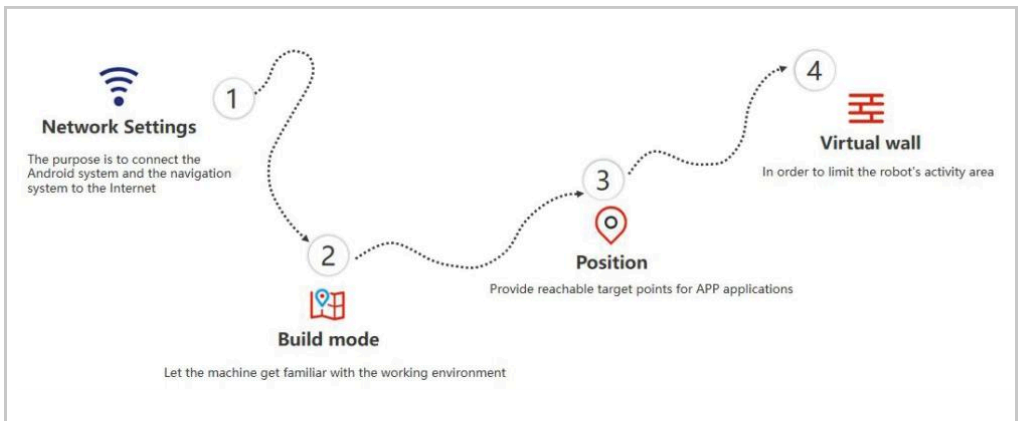 1
Network Settings
The purpose is to connect the
Android system and the navigation
system to the Internet
2
Build mode
Let the machine get familiar with the working environment
3
Position
Provide reachable target points for APP applications
4
Virtual wall
In order to limit the robot's activity area